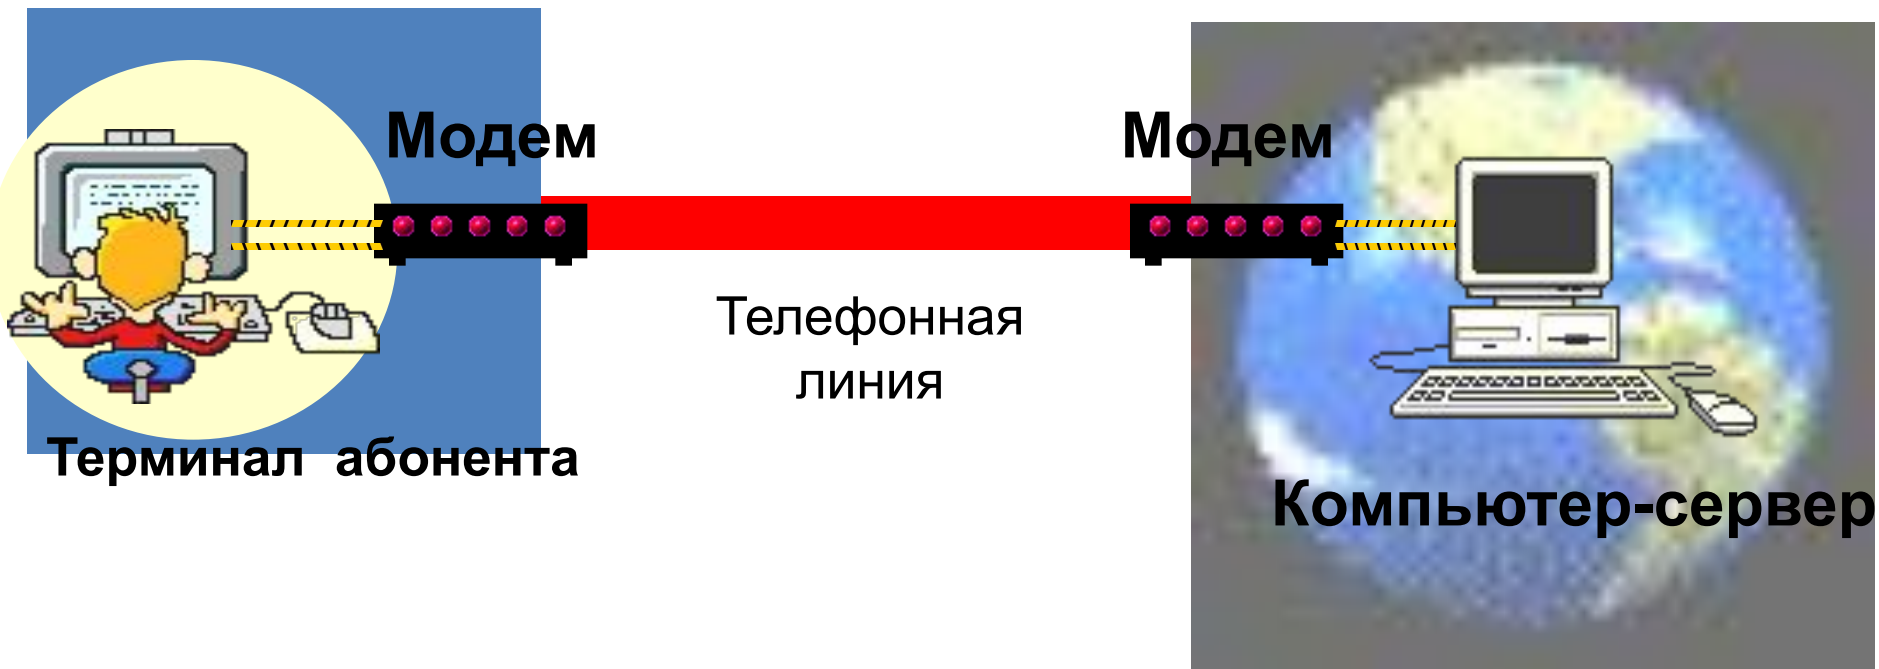 Модем
Модем
Телефонная
линия
Терминал абонента
Компьютер-сервер